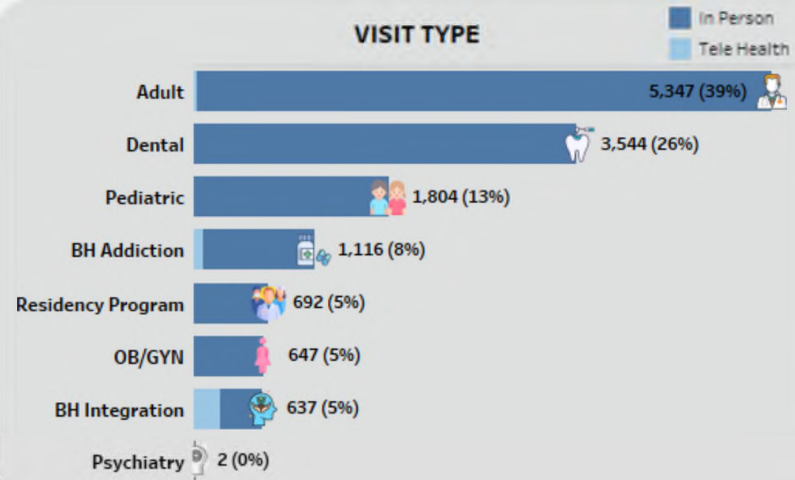 In Person
VISIT TYPE
Tele Health
Adult 5,347 (39%)
Dental 3,544 (26%)
Pediatric 1,804 (13%)
BH Addiction 1,116 (8%)
Residency Program 692 (5%)
OB/GYN 647 (5%)
BH Integration 637 (5%)
Psychiatry 2 (0%)